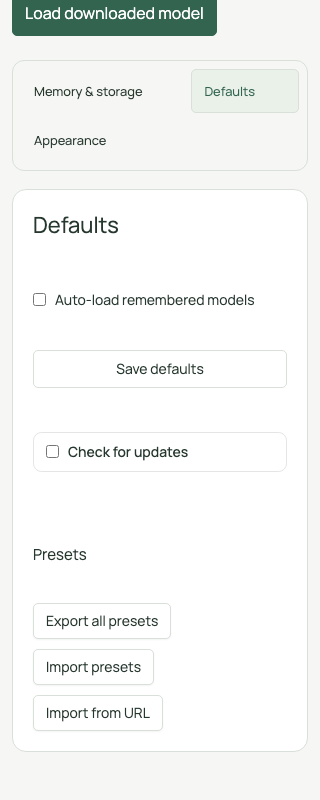 Load downloaded model
Memory & storage
Defaults
Appearance
Defaults
Auto-load remembered models
Save defaults
Check for updates
Presets
Export all presets
Import presets
Import from URL